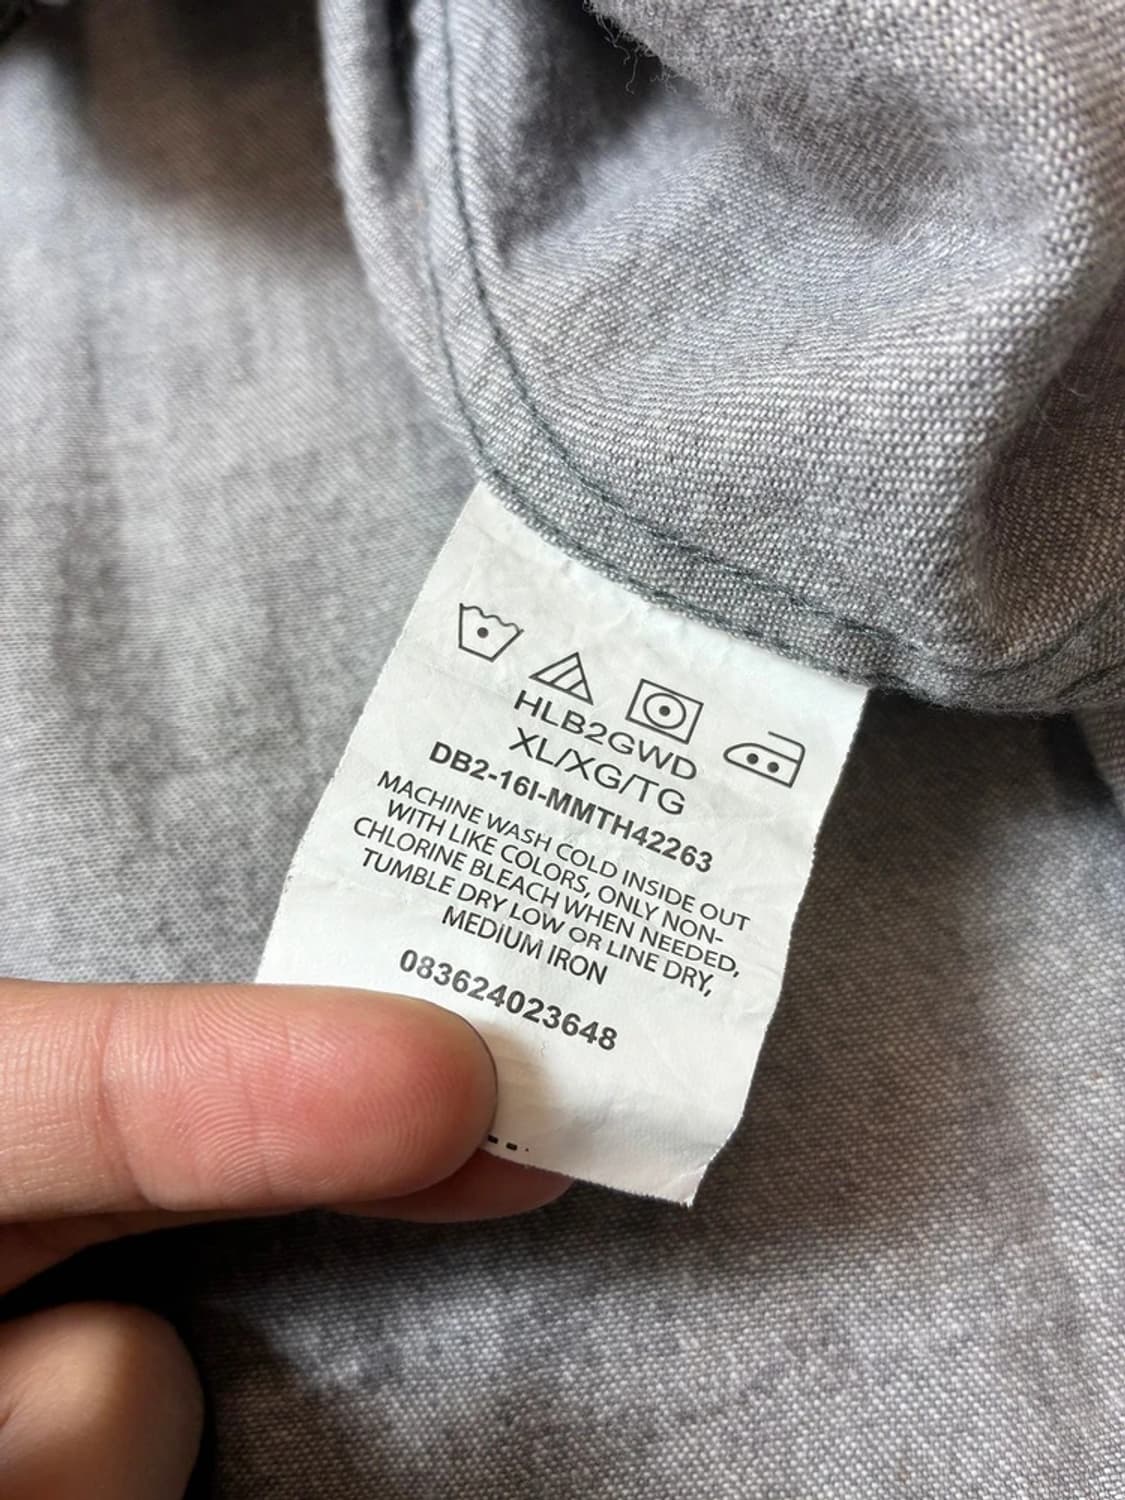 HLB2GWD
XL/XG/TG
DB2-16I-MMTH42263
MACHINE WASH COLD INSIDE OUT
WITH LIKE COLORS, ONLY NON-
CHLORINE BLEACH WHEN NEEDED,
TUMBLE DRY LOW OR LINE DRY,
MEDIUM IRON
083624023648